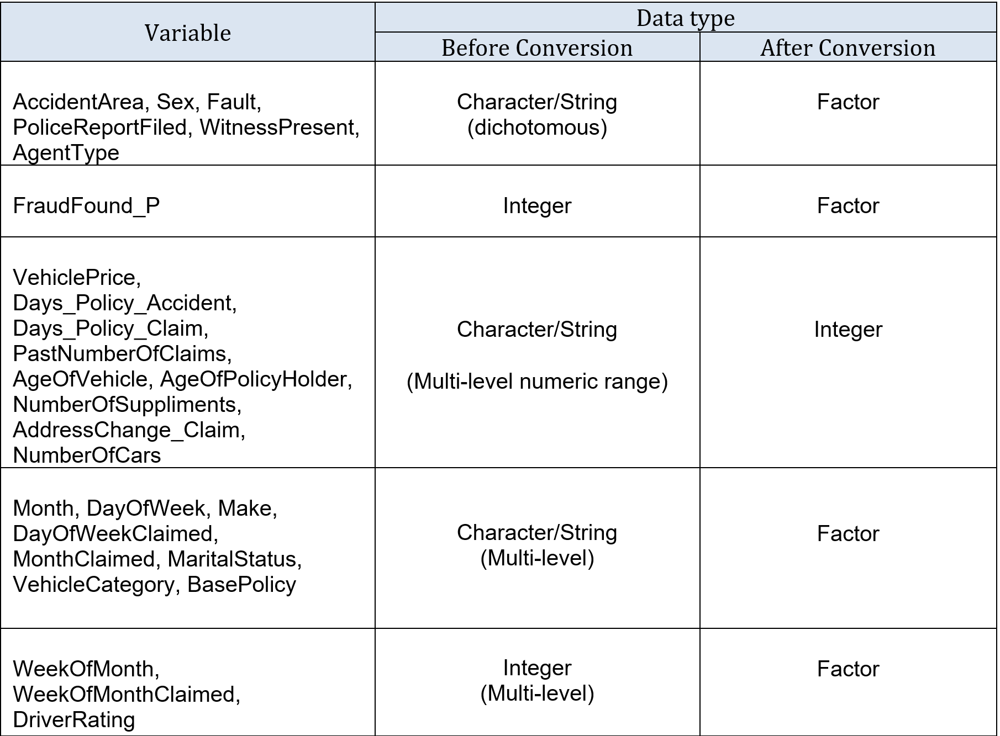 Variable
Data type
Before Conversion
After Conversion
AccidentArea, Sex, Fault,
PoliceReportFiled, WitnessPresent,
AgentType
Character/String
(dichotomous)
Factor
FraudFound_P
Integer
Factor
VehiclePrice,
Days_Policy_Accident,
Days_Policy_Claim,
PastNumberOfClaims,
AgeOfVehicle, AgeOfPolicyHolder,
NumberOfSuppliments,
AddressChange_Claim,
NumberOfCars
Character/String
(Multi-level numeric range)
Integer
Month, DayOfWeek, Make,
DayOfWeekClaimed,
MonthClaimed, MaritalStatus,
VehicleCategory, BasePolicy
Character/String
(Multi-level)
Factor
WeekOfMonth,
WeekOfMonthClaimed,
DriverRating
Integer
(Multi-level)
Factor